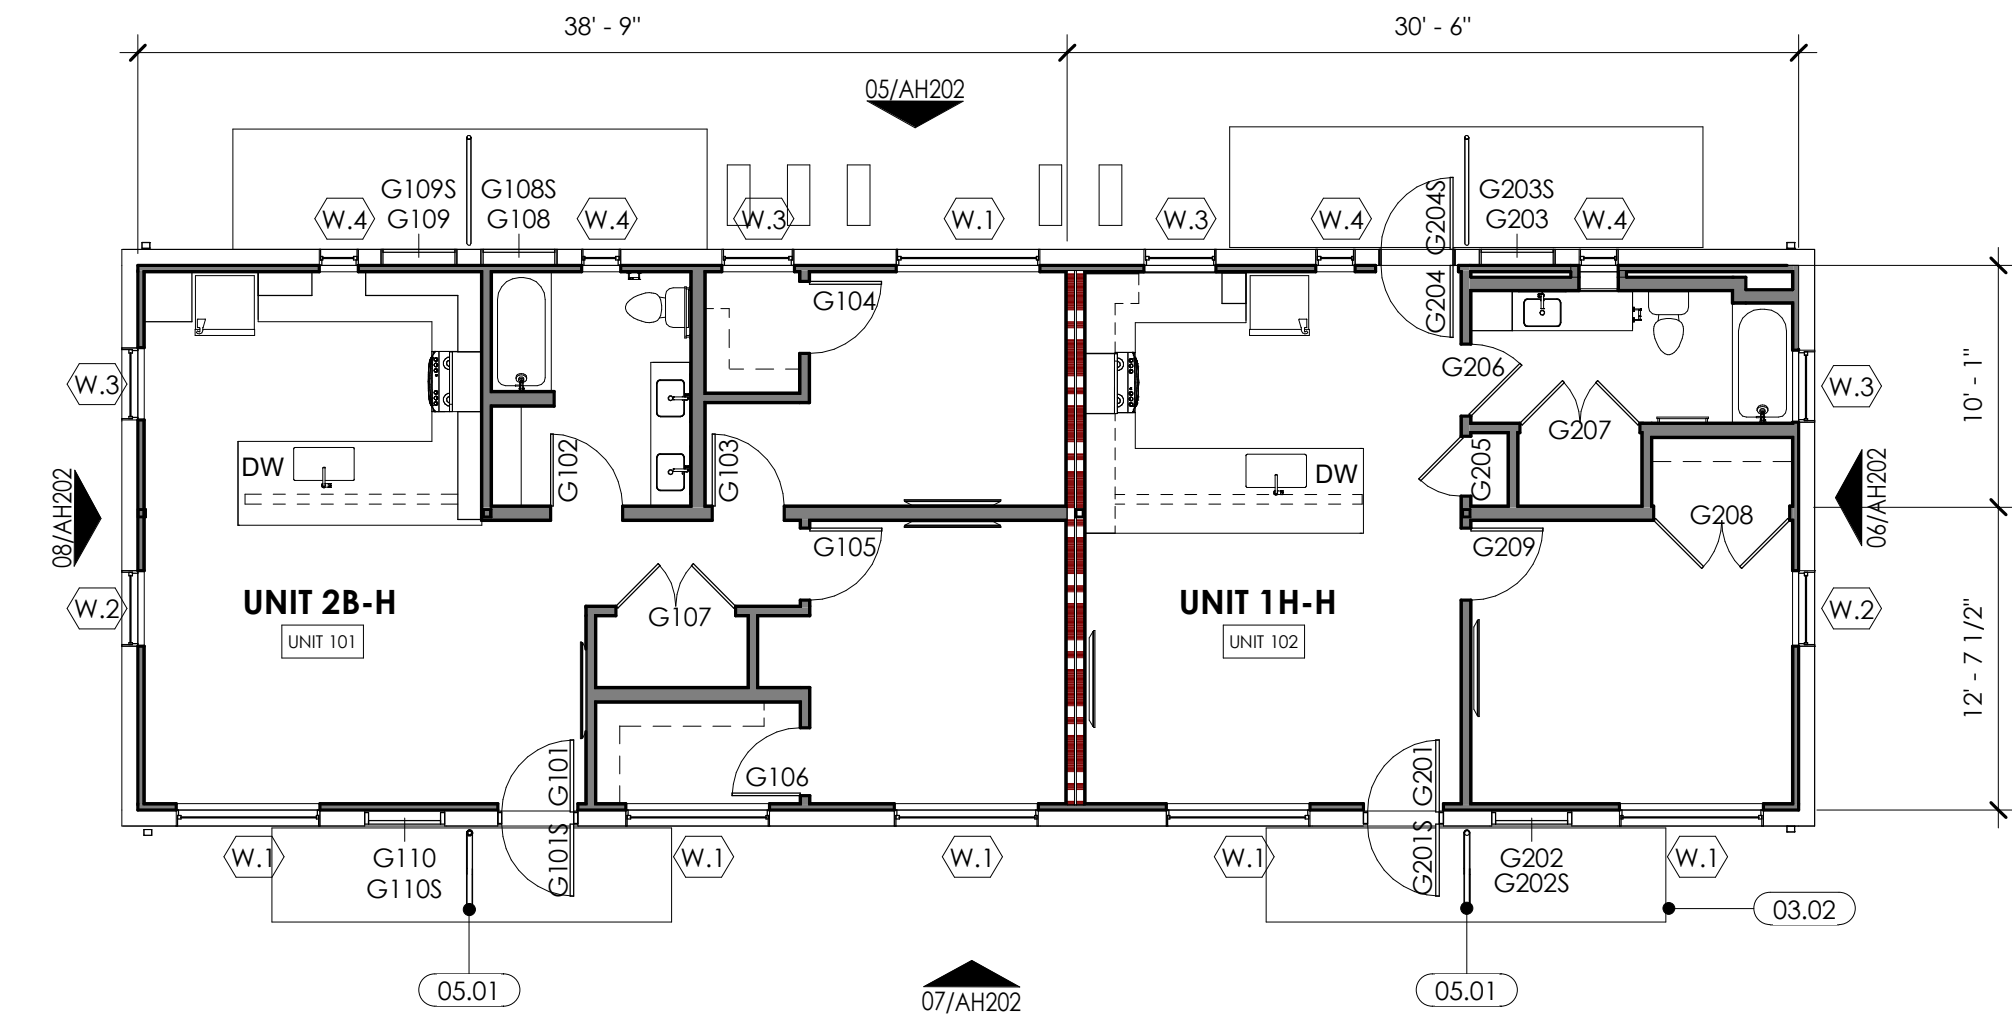 38' - 9"
30' - 6"
05/AH202
G109S
G109
G108S
G108
G204S
G203S
G203
W.4
W.4
W.3
W.1
W.3
W.4
W.4
G104
G204
G206
W.3
W.3
10' - 1"
G207
DW
G102
G103
DW
G205
08/AH202
06/AH202
G208
G105
G209
UNIT 2B-H
UNIT 101
G107
UNIT 1H-H
UNIT 102
W.2
W.2
12' - 7 1/2"
G101
G106
G201
W.1
G110
G110S
G101S
W.1
W.1
W.1
G201S
G202
G202S
W.1
03.02
05.01
07/AH202
05.01